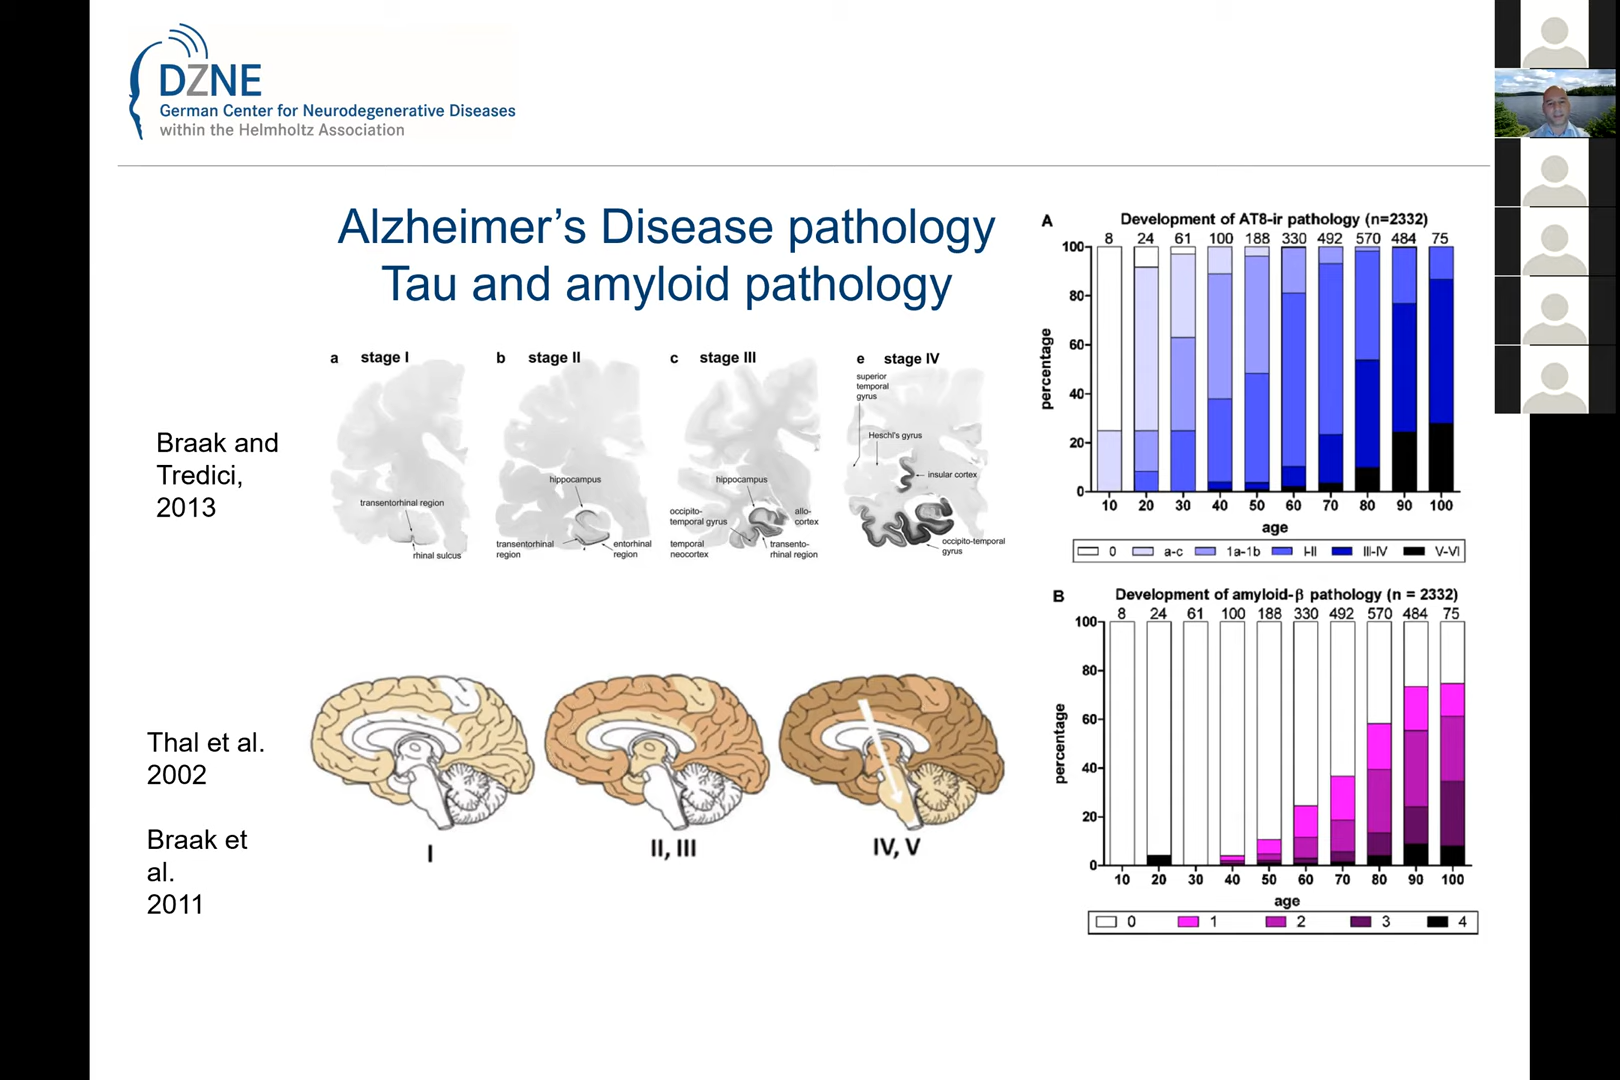 DZNE
German Center for Neurodegenerative Diseases
within the Helmholtz Association
Alzheimer's Disease pathology
Tau and amyloid pathology
Braak and
Tredici,
2013
a stage I
transentorhinal region
rhinal sulcus
b stage II
hippocampus
transentorhinal
region
entorhinal
region
c stage III
hippocampus
occipito-
temporal gyrus
allo-
cortex
temporal
neocortex
transento-
rhinal region
e stage IV
superior
temporal
gyrus
Heschl's gyrus
insular cortex
occipito-temporal
gyrus
Thal et al.
2002
Braak et
al.
2011
I
II, III
IV, V
A
Development of AT8-ir pathology (n=2332)
8 24 61 100 188 330 492 570 484 75
percentage
100
80
60
40
20
0
10 20 30 40 50 60 70 80 90 100
age
0 a-c 1a-1b I-II III-IV V-VI
B
Development of amyloid-β pathology (n = 2332)
8 24 61 100 188 330 492 570 484 75
percentage
100
80
60
40
20
0
10 20 30 40 50 60 70 80 90 100
age
0 1 2 3 4